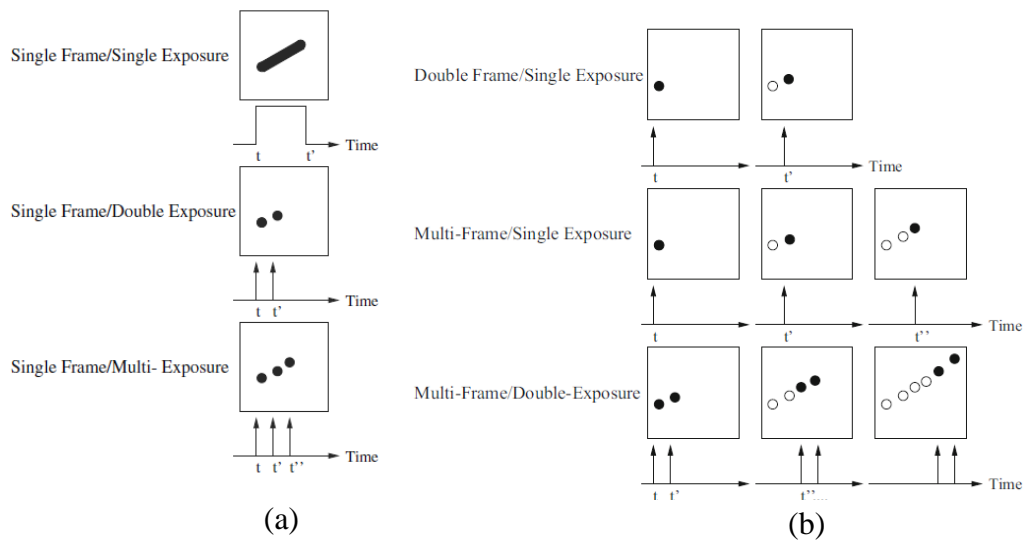 Single Frame/Single Exposure
t t’ Time
Single Frame/Double Exposure
t t’ Time
Single Frame/Multi- Exposure
t t’ t’’ Time
(a)
Double Frame/Single Exposure
t t’ Time
Multi-Frame/Single Exposure
t t’ t’’ Time
Multi-Frame/Double-Exposure
t t’ t’’.... Time
(b)